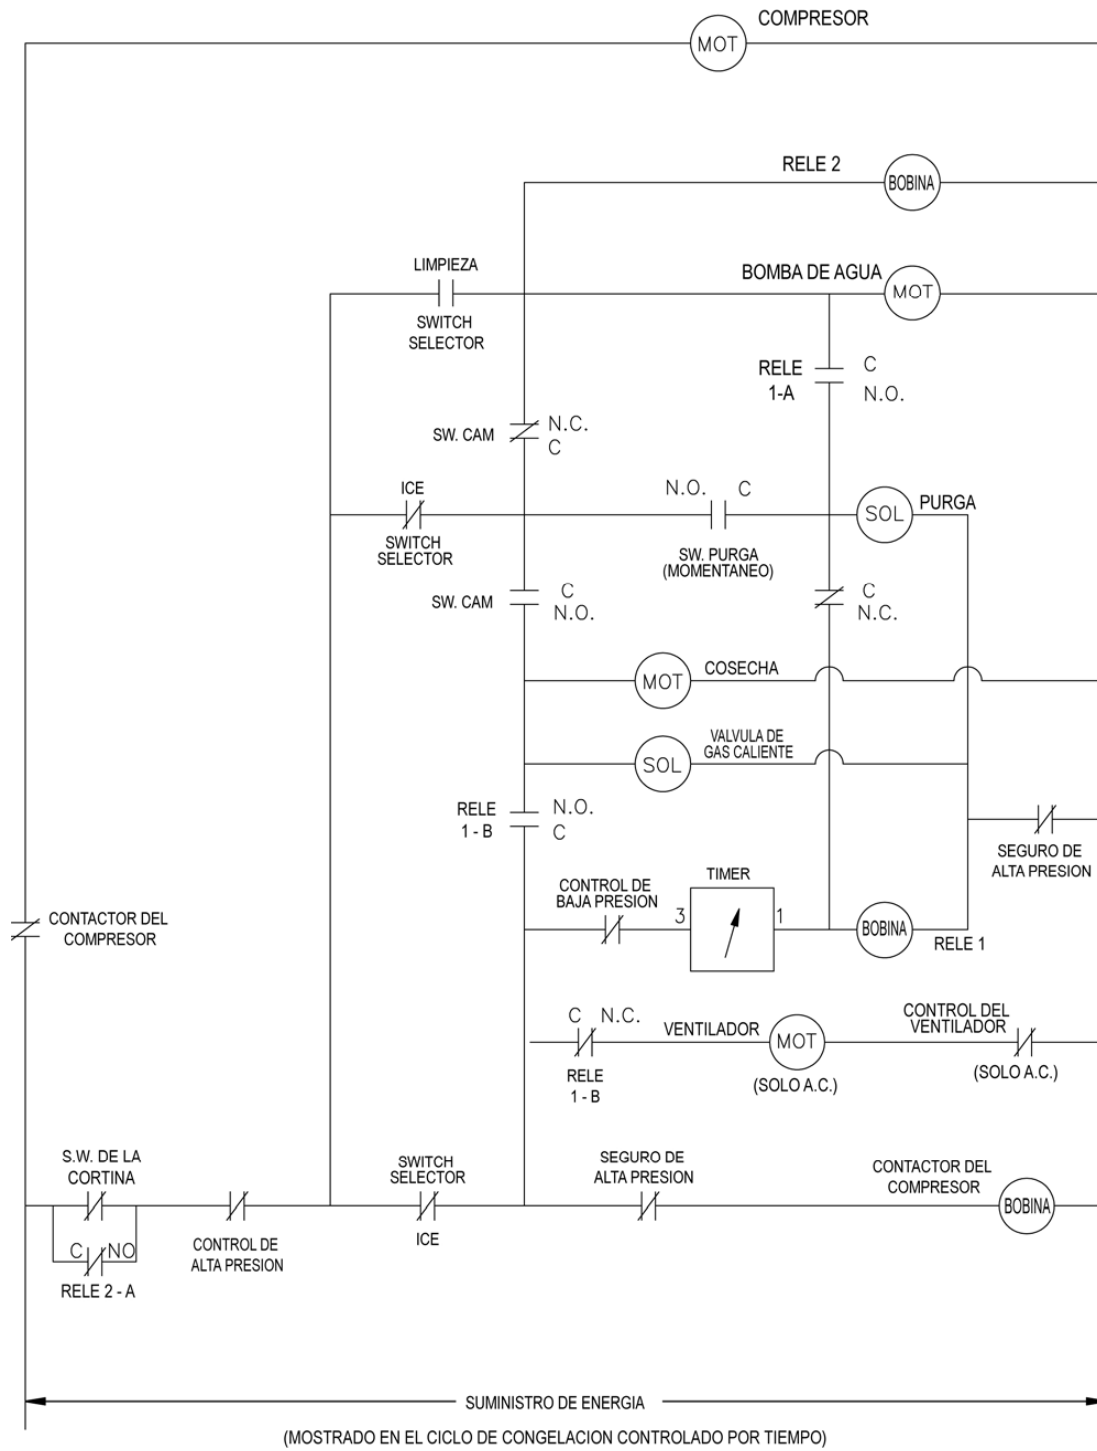 COMPRESOR
MOT
RELE 2
BOBINA
LIMPIEZA
SWITCH
SELECTOR
BOMBA DE AGUA
MOT
RELE
1-A
C
N.O.
SW. CAM
N.C.
C
ICE
SWITCH
SELECTOR
N.O. C
SW. PURGA
(MOMENTANEO)
SOL
PURGA
SW. CAM
C
N.O.
C
N.C.
MOT
COSECHA
SOL
VALVULA DE
GAS CALIENTE
RELE
1 - B
N.O.
C
SEGURO DE
ALTA PRESION
CONTROL DE
BAJA PRESION
TIMER
3
1
BOBINA
RELE 1
CONTACTOR DEL
COMPRESOR
C N.C.
RELE
1 - B
VENTILADOR
MOT
(SOLO A.C.)
CONTROL DEL
VENTILADOR
(SOLO A.C.)
S.W. DE LA
CORTINA
C NO
RELE 2 - A
CONTROL DE
ALTA PRESION
SWITCH
SELECTOR
ICE
SEGURO DE
ALTA PRESION
CONTACTOR DEL
COMPRESOR
BOBINA
SUMINISTRO DE ENERGIA
(MOSTRADO EN EL CICLO DE CONGELACION CONTROLADO POR TIEMPO)